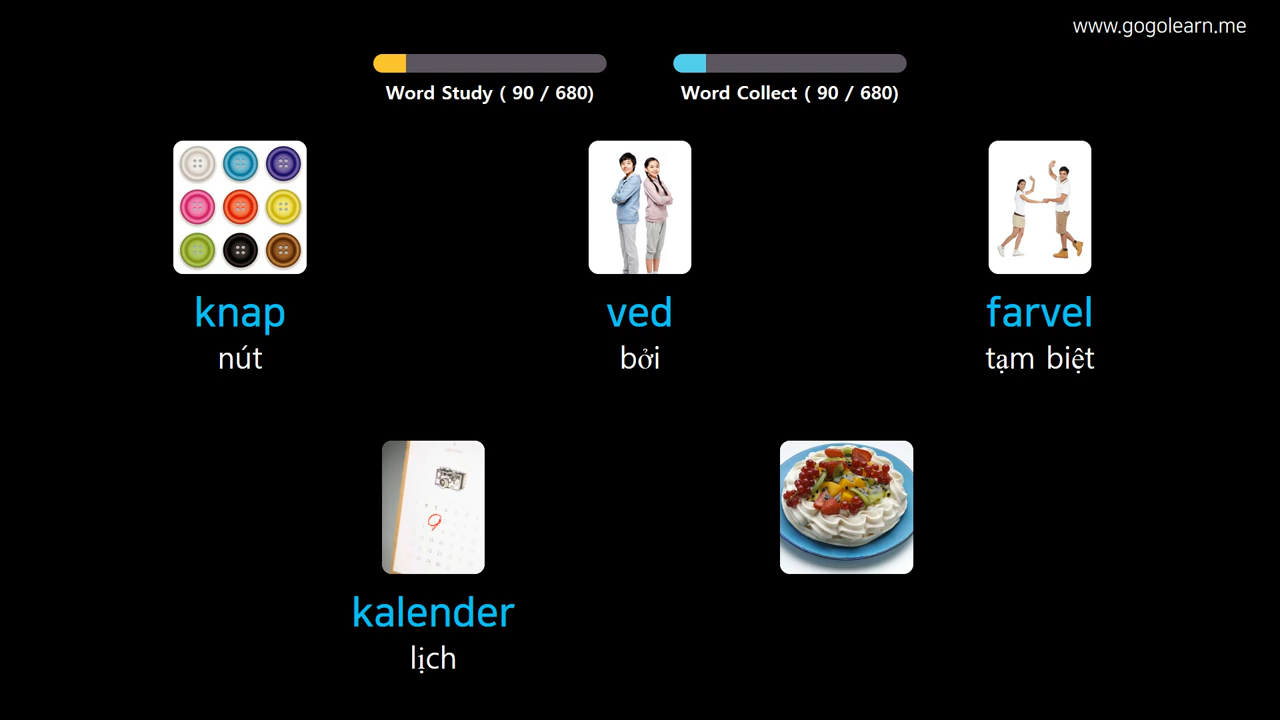 www.gogolearn.me
Word Study ( 90 / 680)
Word Collect ( 90 / 680)
knap
nút
ved
bởi
farvel
tạm biệt
kalender
lịch